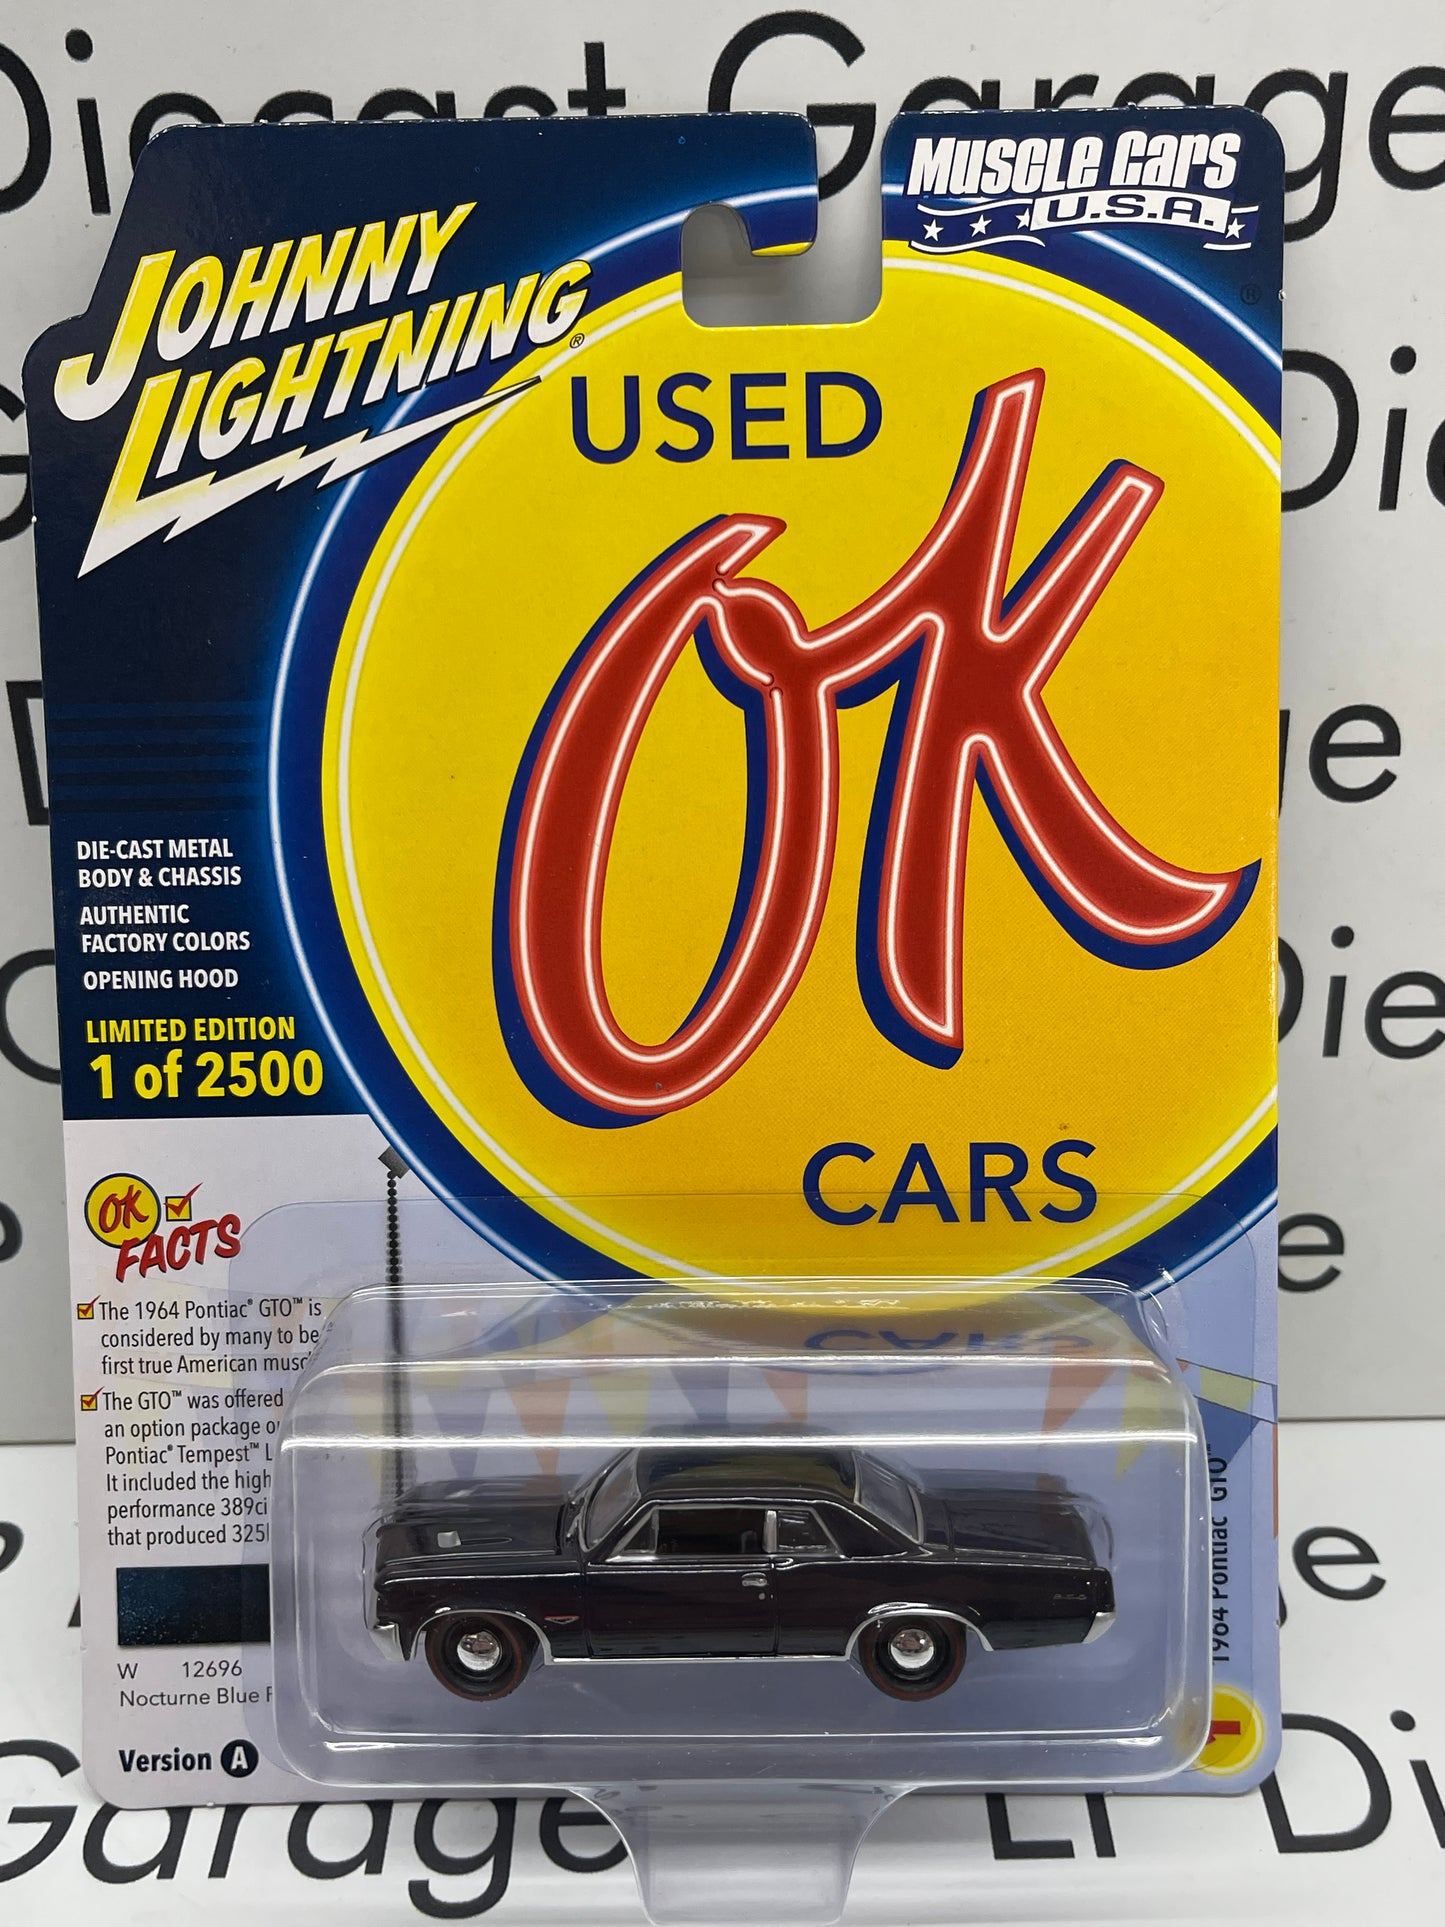 Diecast Garage
JOHNNY
LIGHTNING®
MUSCLE CARS
U.S.A.
®
USED
OK
CARS
DIE-CAST METAL
BODY & CHASSIS
AUTHENTIC
FACTORY COLORS
OPENING HOOD
LIMITED EDITION
1 of 2500
OK
FACTS
The 1964 Pontiac® GTO™ is
considered by many to be
first true American
The GTO™ was offered
an option package
Pontiac® Tempest™
It included the high
performance 389ci
that produced
W 12696
Nocturne Blue
Version A
1964 Pontiac GTO™
Garage